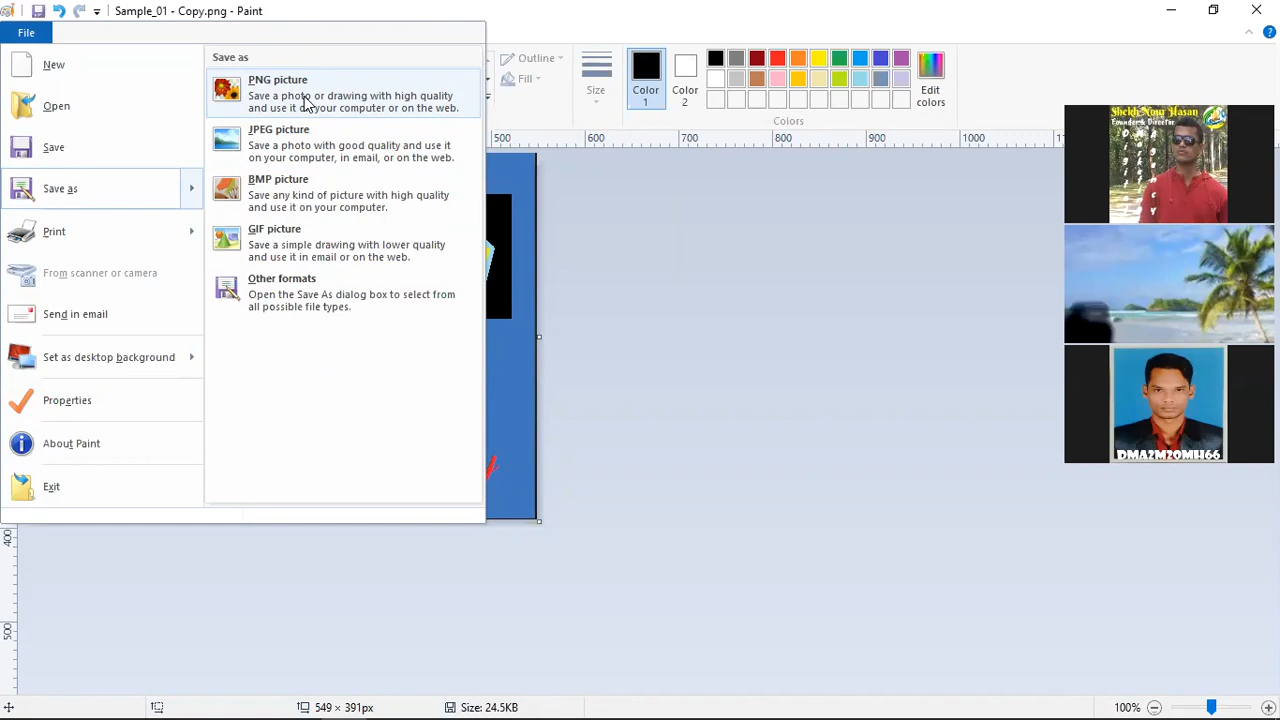 Sample_01 - Copy.png - Paint
File
New
Open
Save
Save as
Print
From scanner or camera
Send in email
Set as desktop background
Properties
About Paint
Exit
Save as
PNG picture
Save a photo or drawing with high quality
and use it on your computer or on the web.
JPEG picture
Save a photo with good quality and use it
on your computer, in email, or on the web.
BMP picture
Save any kind of picture with high quality
and use it on your computer.
GIF picture
Save a simple drawing with lower quality
and use it in email or on the web.
Other formats
Open the Save As dialog box to select from
all possible file types.
Outline
Fill
Size
Color
1
Color
2
Edit
colors
Colors
500
600
700
800
900
1000
400
500
Shekh Nour Hasan
Founder & Director
DMA2M20MH66
549 × 391px
Size: 24.5KB
100%